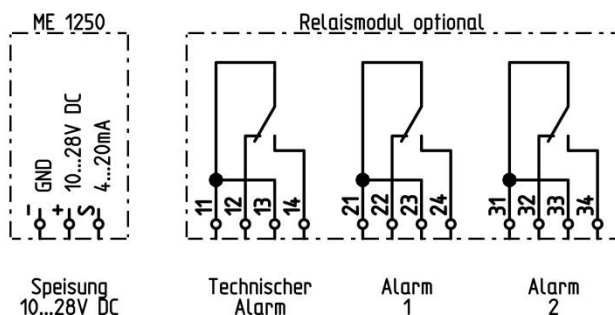 ME 1250
Relaismodul optional
GND
10...28V DC
4...20mA
- + S
11 12 13 14
21 22 23 24
31 32 33 34
Speisung
10...28V DC
Technischer
Alarm
Alarm
1
Alarm
2